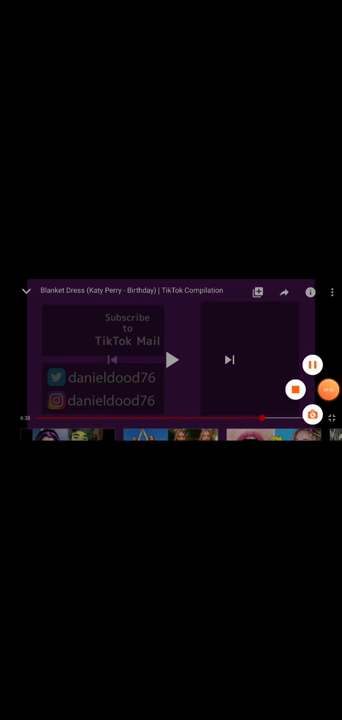 Blanket Dress (Katy Perry - Birthday) | TikTok Compilation
Subscribe
to
TikTok Mail
danieldood76
danieldood76
4:38